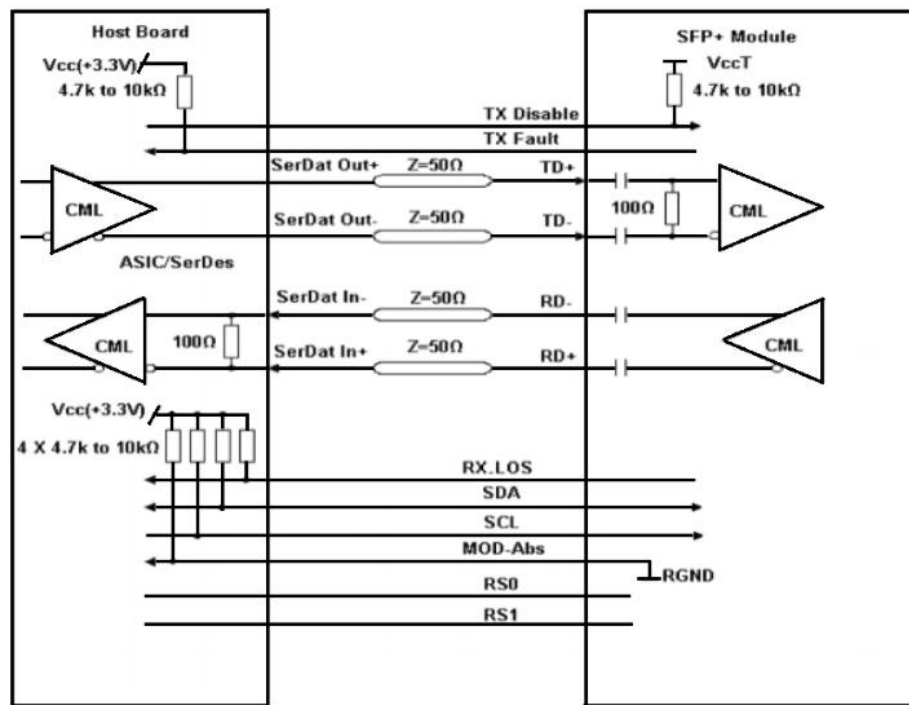 Host Board
SFP+ Module
Vcc(+3.3V)
4.7k to 10kΩ
VccT
4.7k to 10kΩ
TX Disable
TX Fault
SerDat Out+
Z=50Ω
TD+
CML
100Ω
CML
SerDat Out-
Z=50Ω
TD-
ASIC/SerDes
SerDat In-
Z=50Ω
RD-
CML
100Ω
CML
SerDat In+
Z=50Ω
RD+
Vcc(+3.3V)
4 X 4.7k to 10kΩ
RX.LOS
SDA
SCL
MOD-Abs
RGND
RS0
RS1